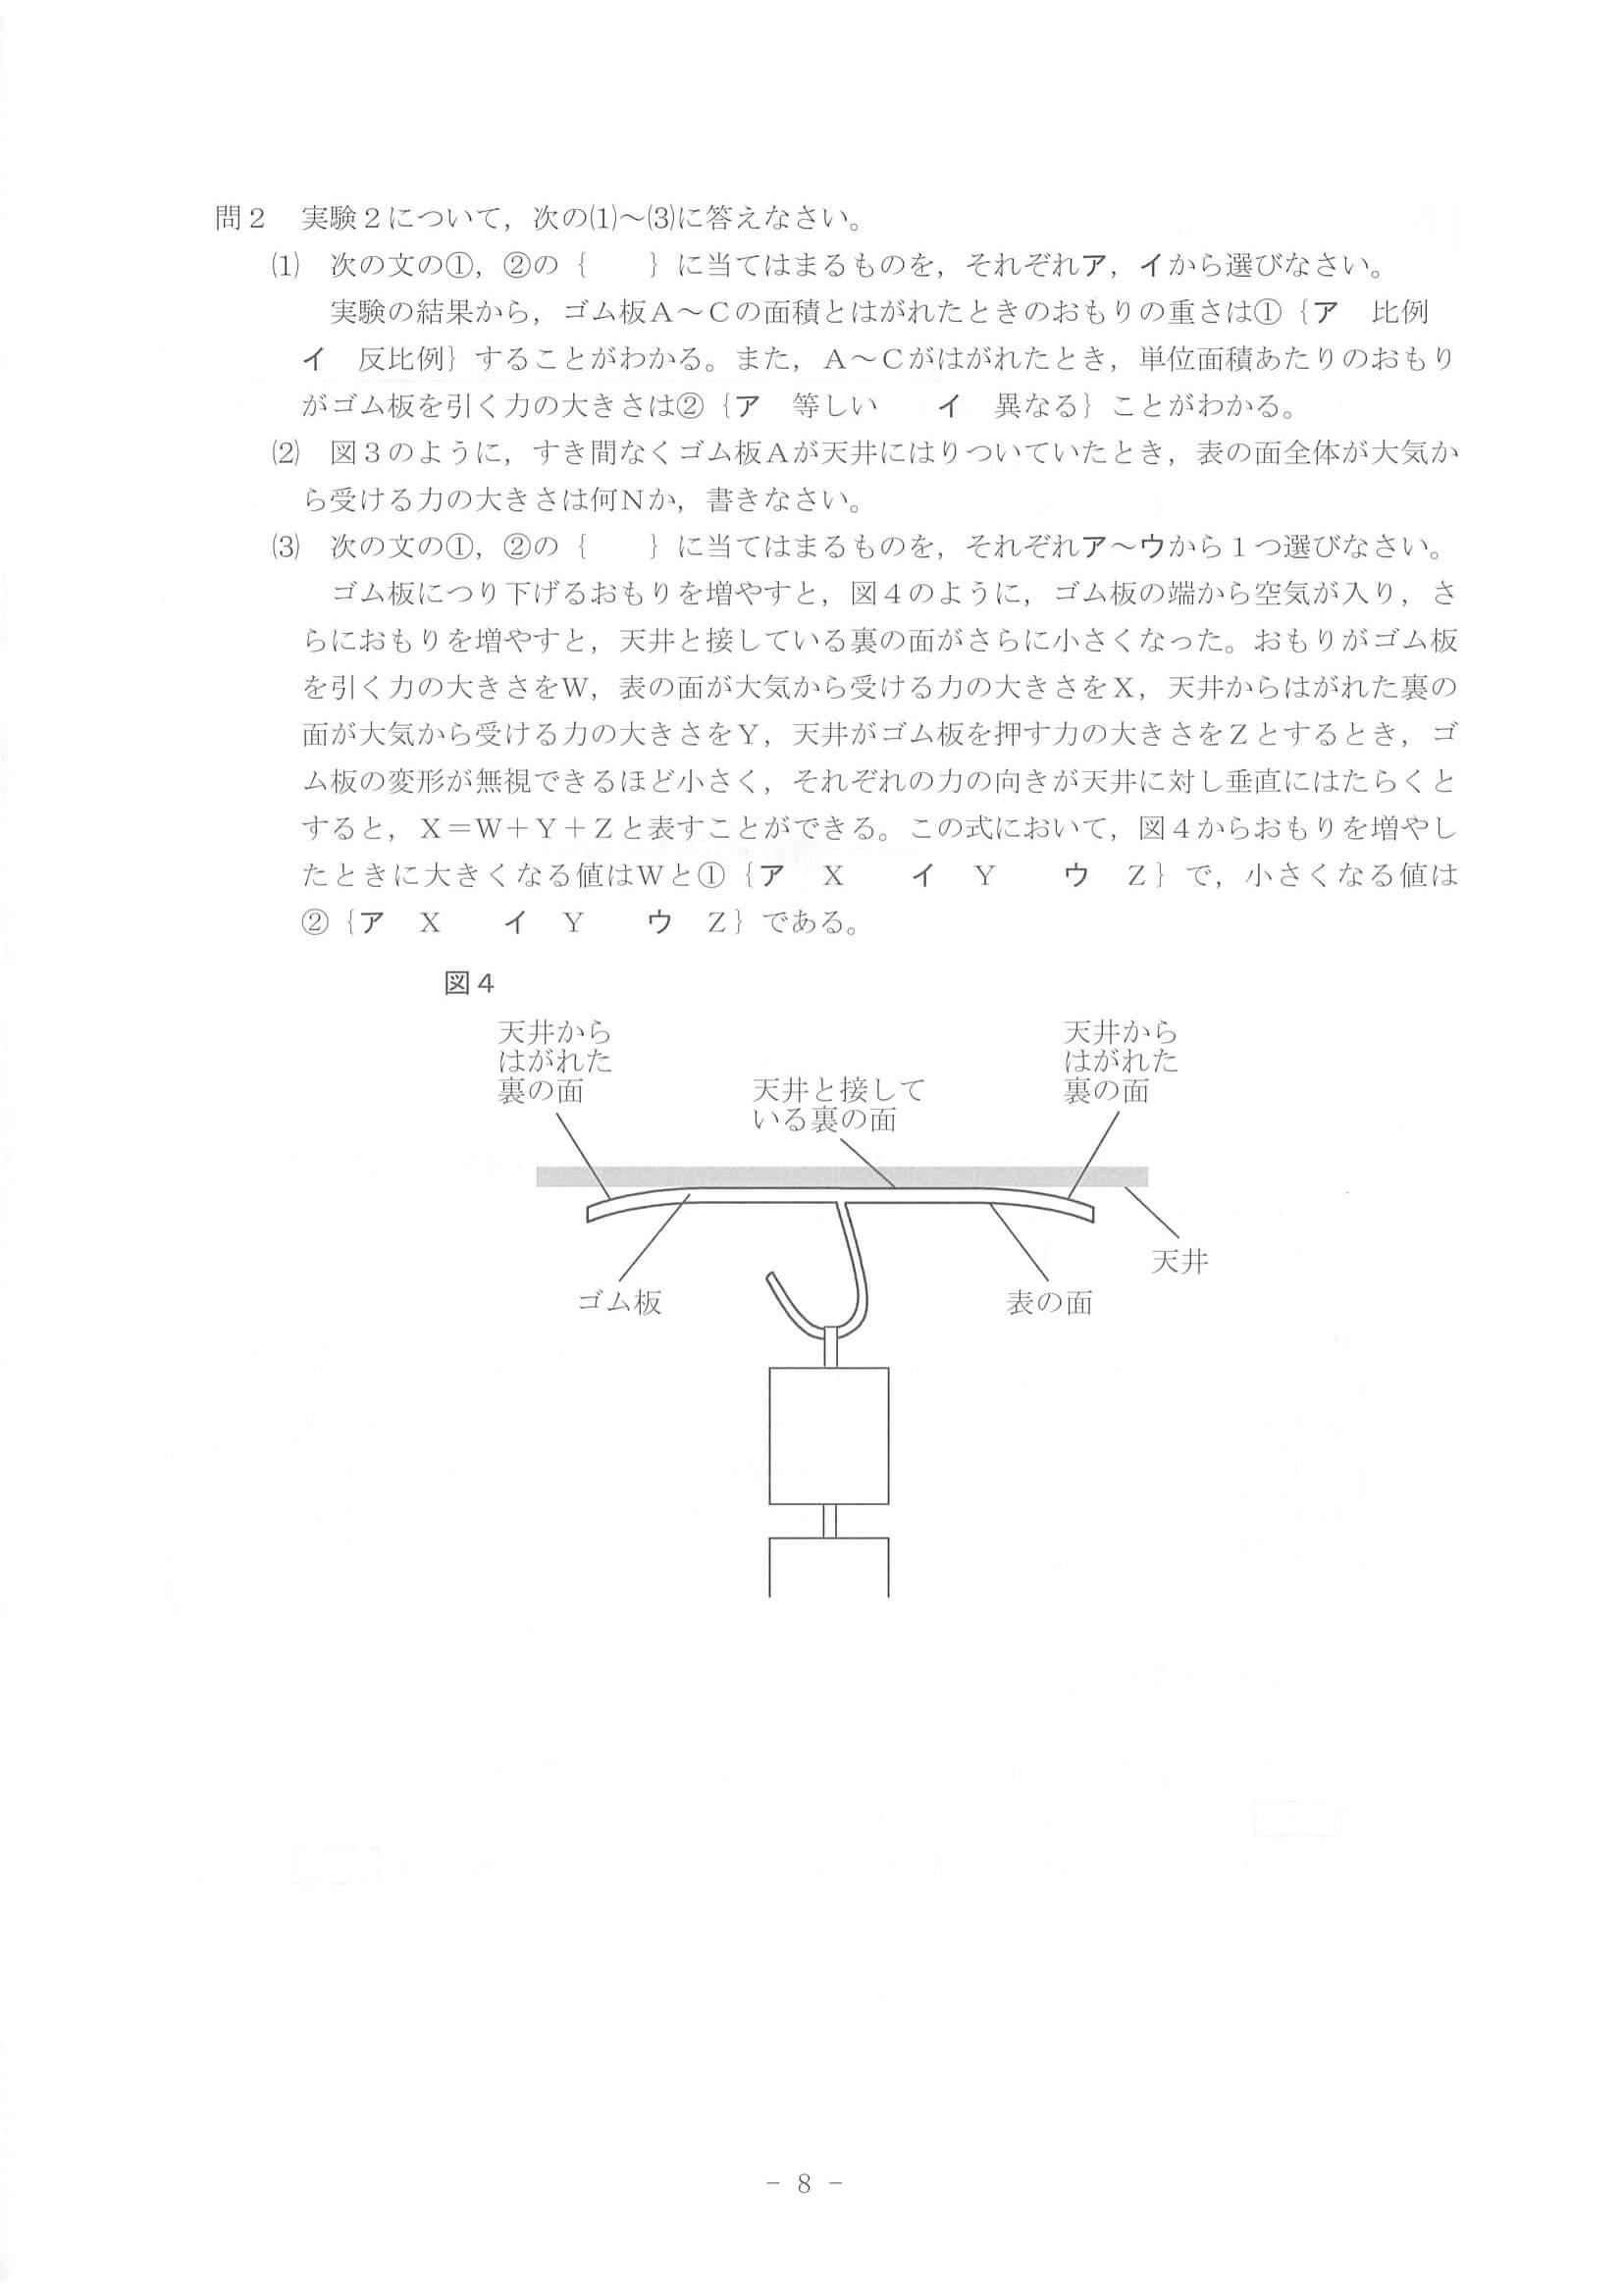 問２　実験２について，次の⑴～⑶に答えなさい。
⑴　次の文の①，②の｛　　｝に当てはまるものを，それぞれア，イから選びなさい。
実験の結果から，ゴム板Ａ～Ｃの面積とはがれたときのおもりの重さは①｛ア　比例
イ　反比例｝することがわかる。また，Ａ～Ｃがはがれたとき，単位面積あたりのおもり
がゴム板を引く力の大きさは②｛ア　等しい　　イ　異なる｝ことがわかる。
⑵　図３のように，すき間なくゴム板Ａが天井にはりついていたとき，表の面全体が大気か
ら受ける力の大きさは何Ｎか，書きなさい。
⑶　次の文の①，②の｛　　｝に当てはまるものを，それぞれア～ウから１つ選びなさい。
ゴム板につり下げるおもりを増やすと，図４のように，ゴム板の端から空気が入り，さ
らにおもりを増やすと，天井と接している裏の面がさらに小さくなった。おもりがゴム板
を引く力の大きさをＷ，表の面が大気から受ける力の大きさをＸ，天井からはがれた裏の
面が大気から受ける力の大きさをＹ，天井がゴム板を押す力の大きさをＺとするとき，ゴ
ム板の変形が無視できるほど小さく，それぞれの力の向きが天井に対し垂直にはたらくと
すると，Ｘ＝Ｗ＋Ｙ＋Ｚと表すことができる。この式において，図４からおもりを増やし
たときに大きくなる値はＷと①｛ア　Ｘ　　イ　Ｙ　　ウ　Ｚ｝で，小さくなる値は
②｛ア　Ｘ　　イ　Ｙ　　ウ　Ｚ｝である。
図４
天井から
はがれた
裏の面
天井と接して
いる裏の面
天井から
はがれた
裏の面
天井
ゴム板
表の面
－ 8 －